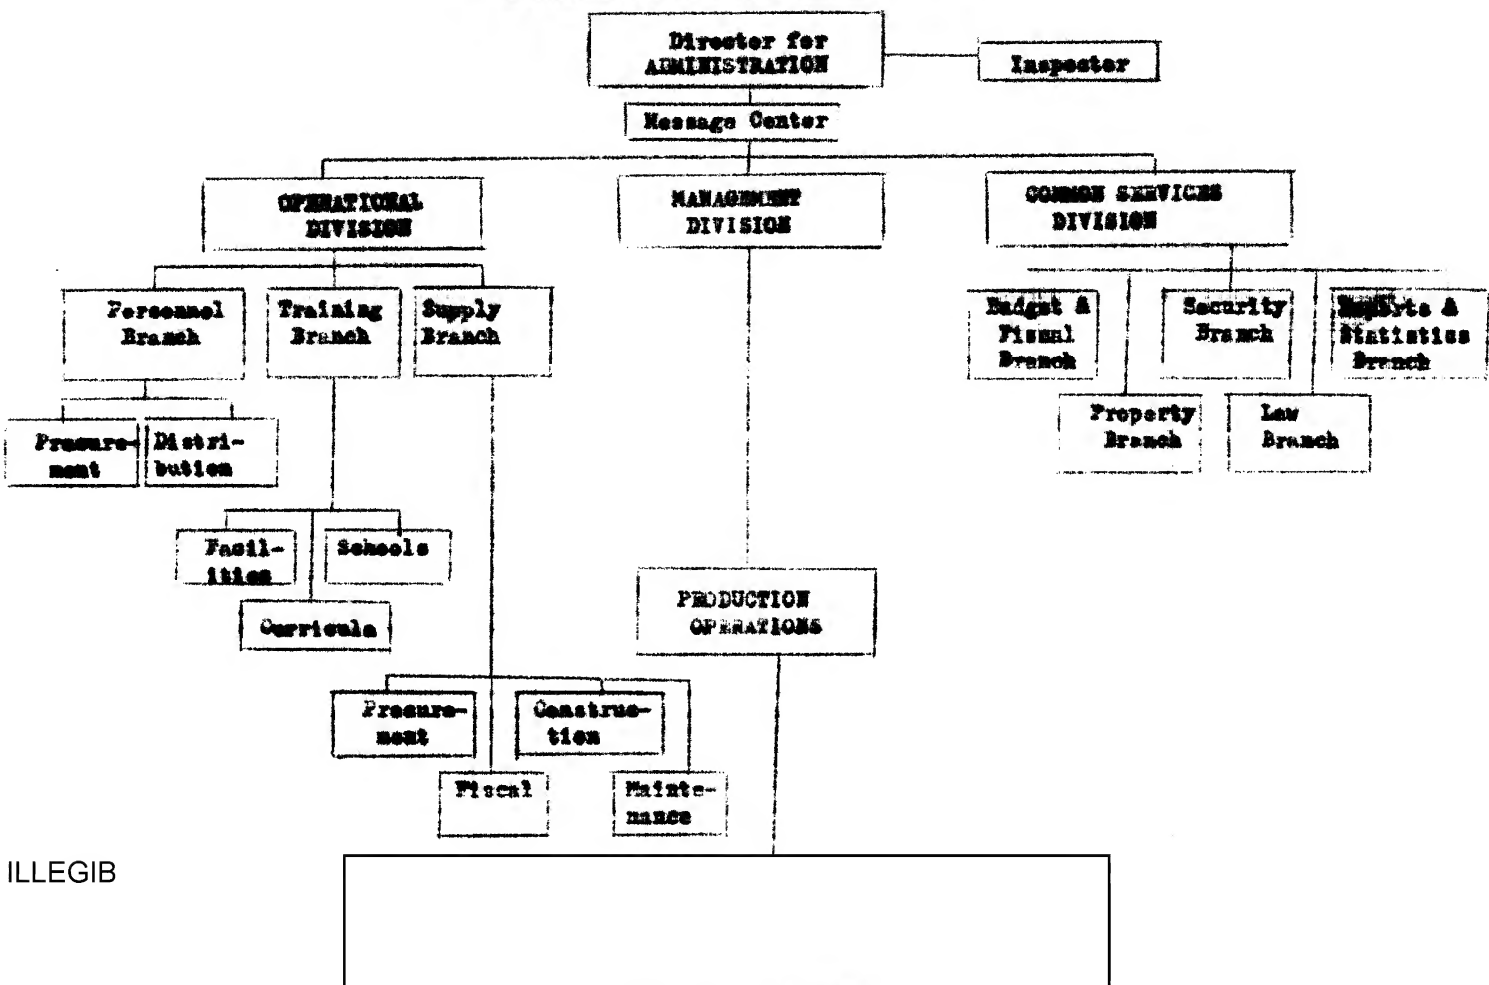 Director for
ADMINISTRATION
Inspector
Message Center
OPERATIONAL
DIVISION
MANAGEMENT
DIVISION
COMMON SERVICES
DIVISION
Personnel
Branch
Training
Branch
Supply
Branch
Budget &
Fiscal
Branch
Security
Branch
Reports &
Statistics
Branch
Property
Branch
Law
Branch
Procure-
ment
Distri-
bution
Facil-
ities
Schools
Curricula
PRODUCTION
OPERATIONS
Procure-
ment
Construc-
tion
Fiscal
Mainte-
nance
ILLEGIB